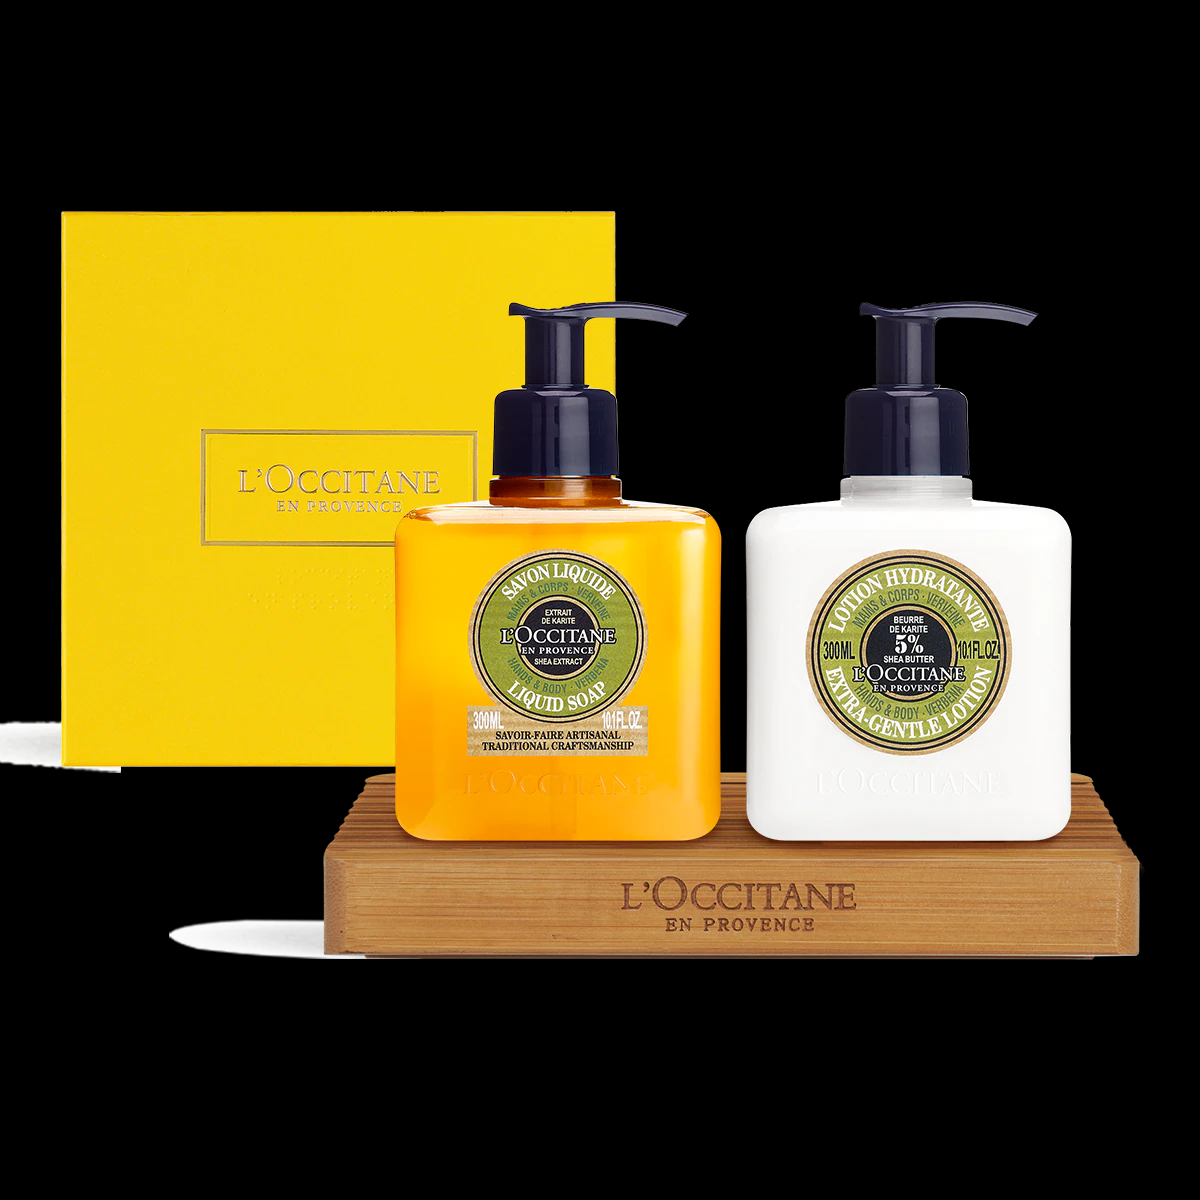 L'OCCITANE
EN PROVENCE
SAVON LIQUIDE
MAINS & CORPS · VERVEINE
EXTRAIT
DE KARITE
L'OCCITANE
EN PROVENCE
SHEA EXTRACT
HANDS & BODY · VERBENA
LIQUID SOAP
300ML 10.1FL.OZ.
SAVOIR-FAIRE ARTISANAL
TRADITIONAL CRAFTSMANSHIP
L'OCCITANE
LOTION HYDRATANTE
MAINS & CORPS · VERVEINE
BEURRE
DE KARITE
5%
SHEA BUTTER
300ML 10.1FL.OZ.
L'OCCITANE
EN PROVENCE
HANDS & BODY · VERBENA
EXTRA-GENTLE LOTION
L'OCCITANE
L'OCCITANE
EN PROVENCE